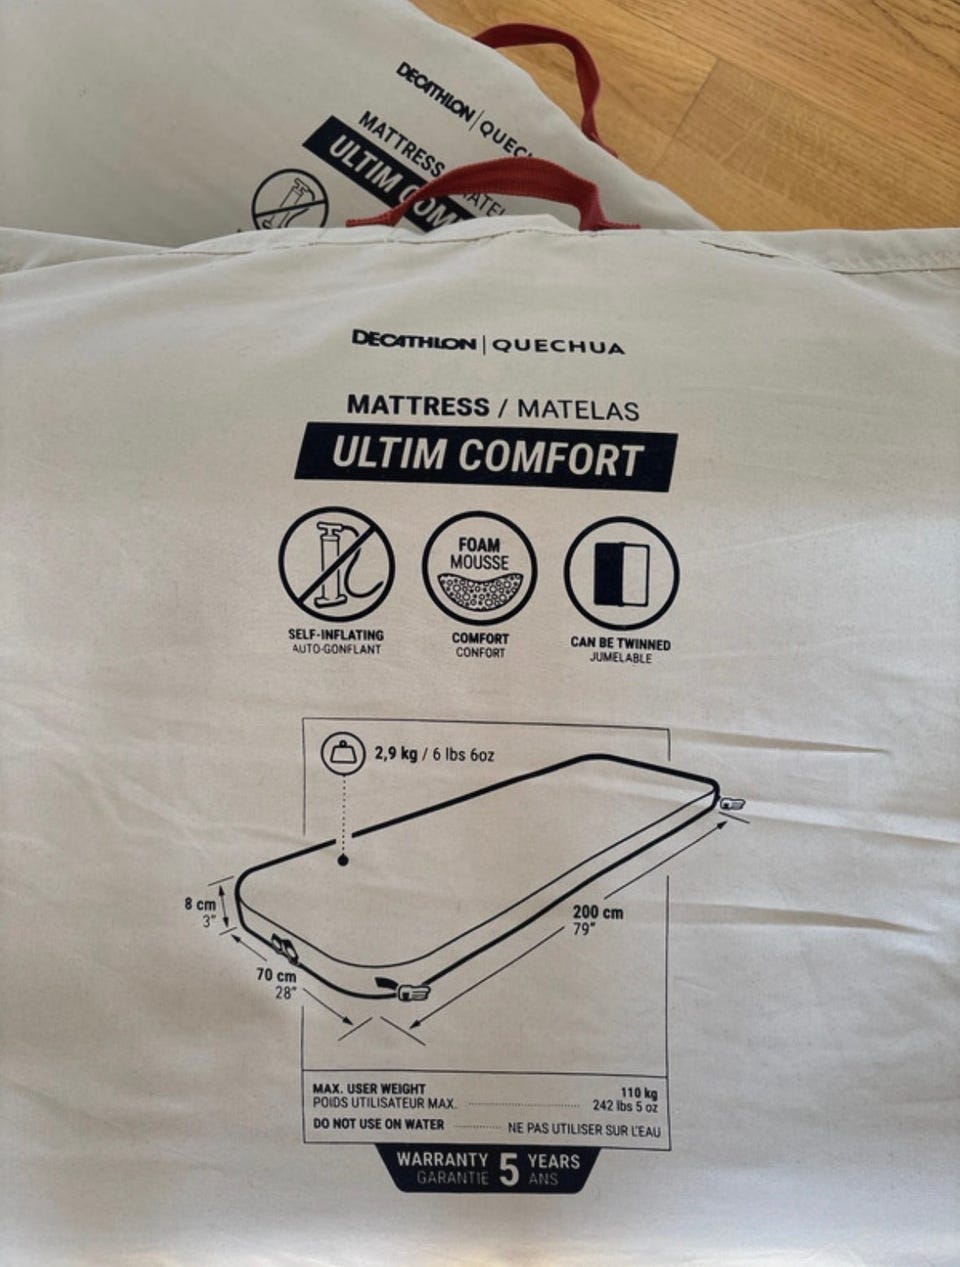 DECATHLON | QUEC
MATTRESS
ULTIM COM
DECATHLON | QUECHUA
MATTRESS / MATELAS
ULTIM COMFORT
FOAM
MOUSSE
SELF-INFLATING
AUTO-GONFLANT
COMFORT
CONFORT
CAN BE TWINNED
JUMELABLE
2,9 kg / 6 lbs 6oz
8 cm
3"
200 cm
79"
70 cm
28"
MAX. USER WEIGHT 110 kg
POIDS UTILISATEUR MAX. 242 lbs 5 oz
DO NOT USE ON WATER NE PAS UTILISER SUR L'EAU
WARRANTY 5 YEARS
GARANTIE ANS